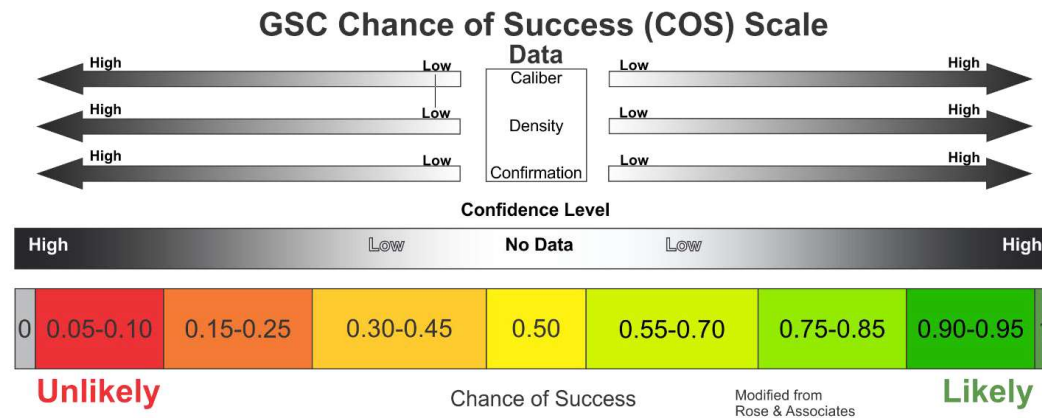 GSC Chance of Success (COS) Scale
Data
High Low Caliber Low High
High Low Density Low High
High Low Confirmation Low High
Confidence Level
High Low No Data Low High
0 0.05-0.10 0.15-0.25 0.30-0.45 0.50 0.55-0.70 0.75-0.85 0.90-0.95
Unlikely Chance of Success Modified from Likely
Rose & Associates